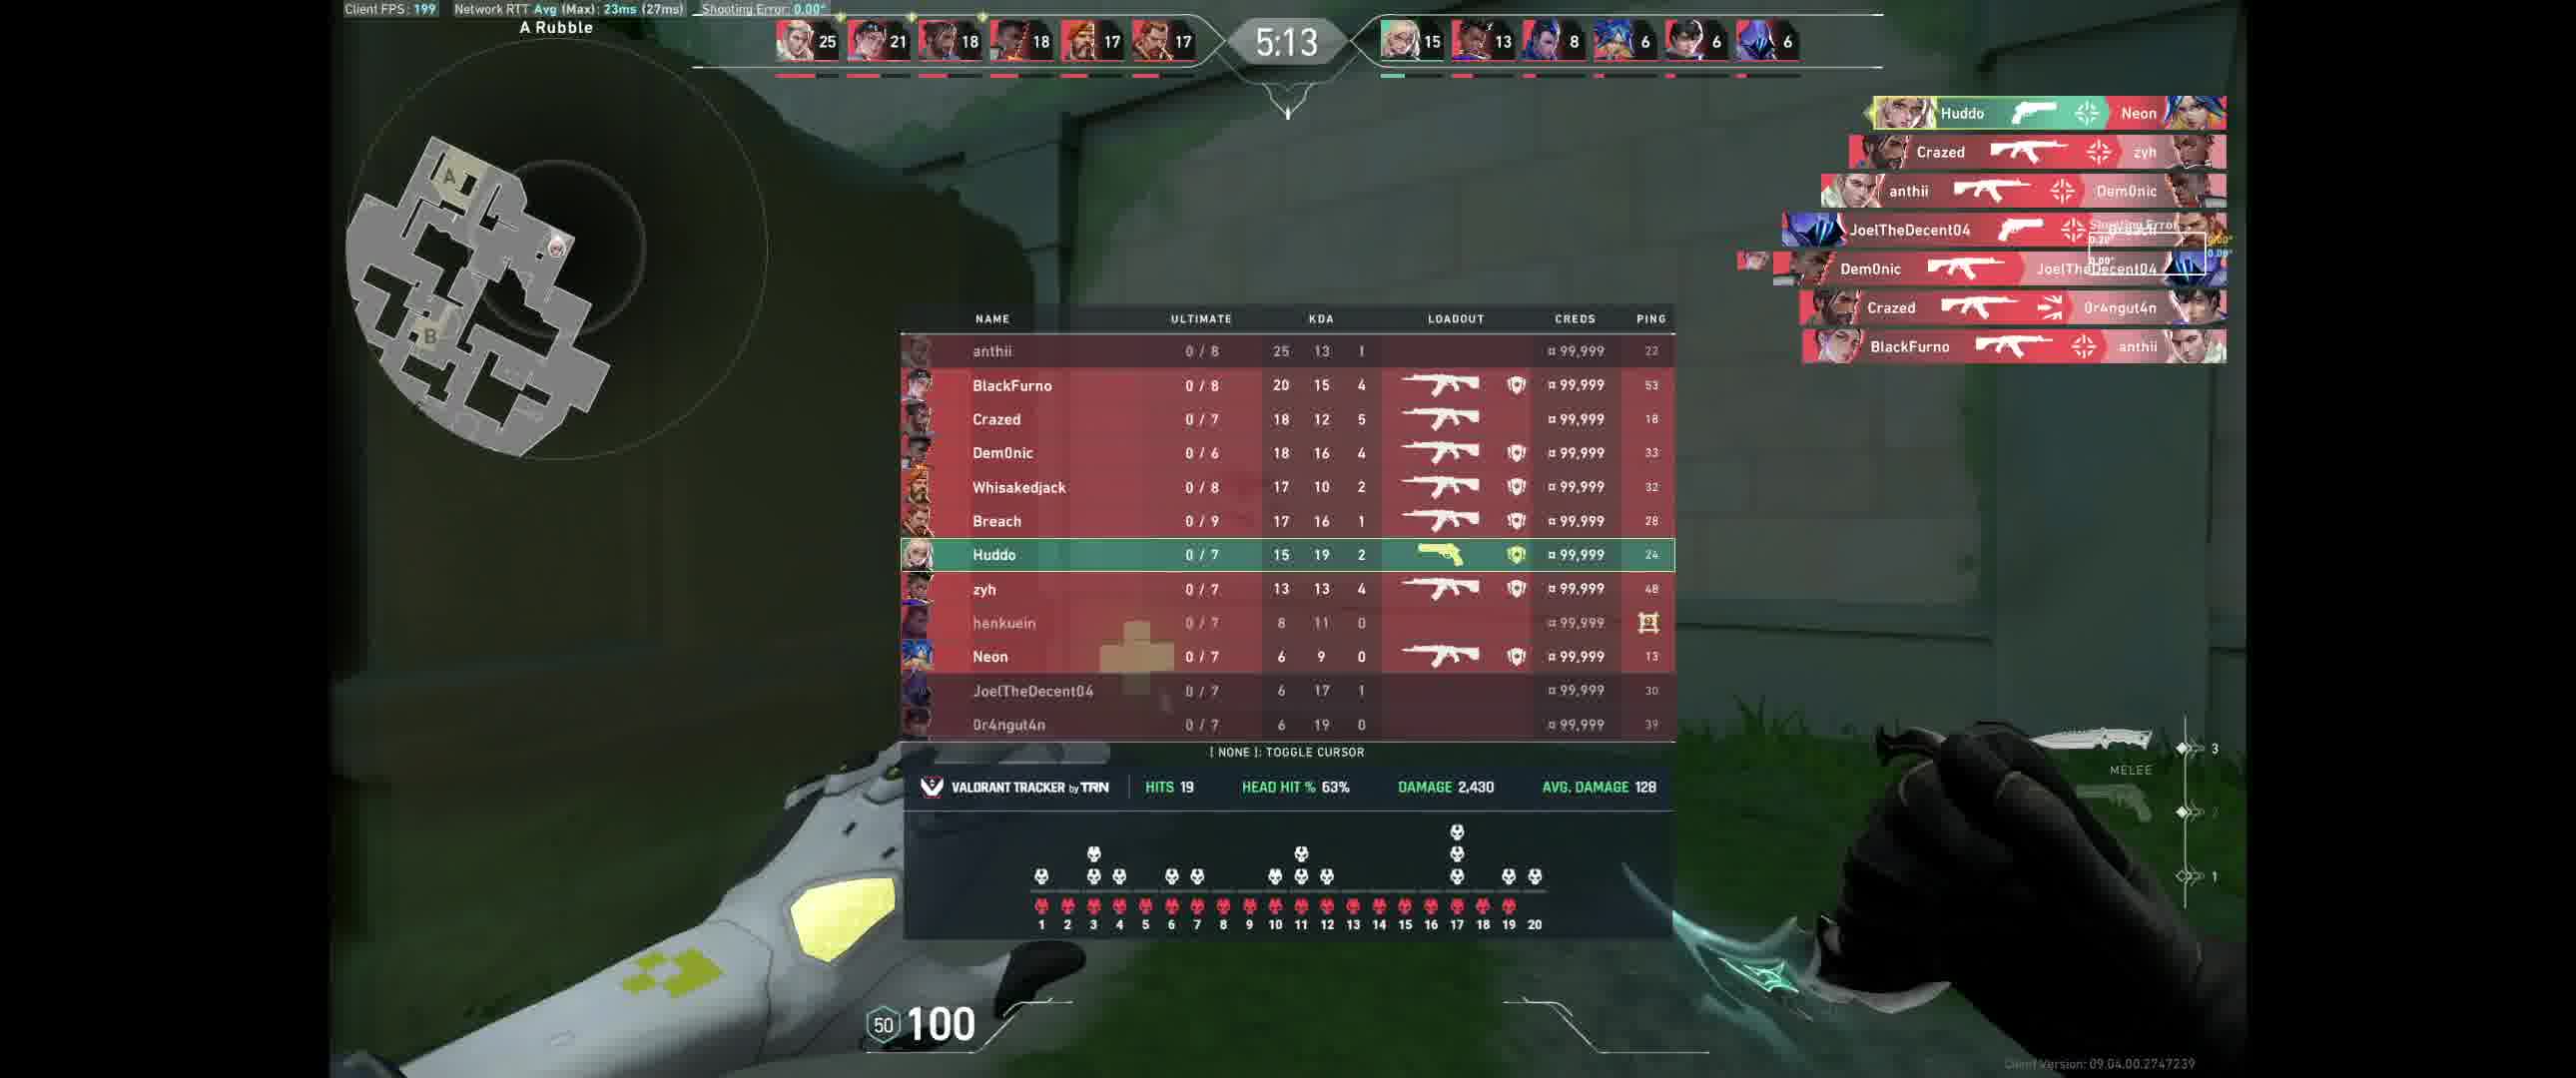 Client FPS : 199 Network RTT Avg (Max): 23ms (27ms) Shooting Error: 0.00°
A Rubble
25 21 18 18 17 17 5:13 15 13 8 6 6 6
Huddo Neon
Crazed zyh
anthii Dem0nic
JoelTheDecent04
Shooting Error
Dem0nic JoelTheDecent04
Crazed 0r4ngut4n
BlackFurno anthii
A
B
NAME ULTIMATE KDA LOADOUT CREDS PING
anthii 0 / 8 25 13 1 ¤ 99,999 22
BlackFurno 0 / 8 20 15 4 ¤ 99,999 53
Crazed 0 / 7 18 12 5 ¤ 99,999 18
Dem0nic 0 / 6 18 16 4 ¤ 99,999 33
Whisakedjack 0 / 8 17 10 2 ¤ 99,999 32
Breach 0 / 9 17 16 1 ¤ 99,999 28
Huddo 0 / 7 15 19 2 ¤ 99,999 24
zyh 0 / 7 13 13 4 ¤ 99,999 48
henkuein 0 / 7 8 11 0 ¤ 99,999
Neon 0 / 7 6 9 0 ¤ 99,999 13
JoelTheDecent04 0 / 7 6 17 1 ¤ 99,999 30
0r4ngut4n 0 / 7 6 19 0 ¤ 99,999 39
[ NONE ]: TOGGLE CURSOR
VALORANT TRACKER by TRN HITS 19 HEAD HIT % 63% DAMAGE 2,430 AVG. DAMAGE 128
1 2 3 4 5 6 7 8 9 10 11 12 13 14 15 16 17 18 19 20
3
MELEE
2
1
50 100
Client Version: 09.04.00.2747239